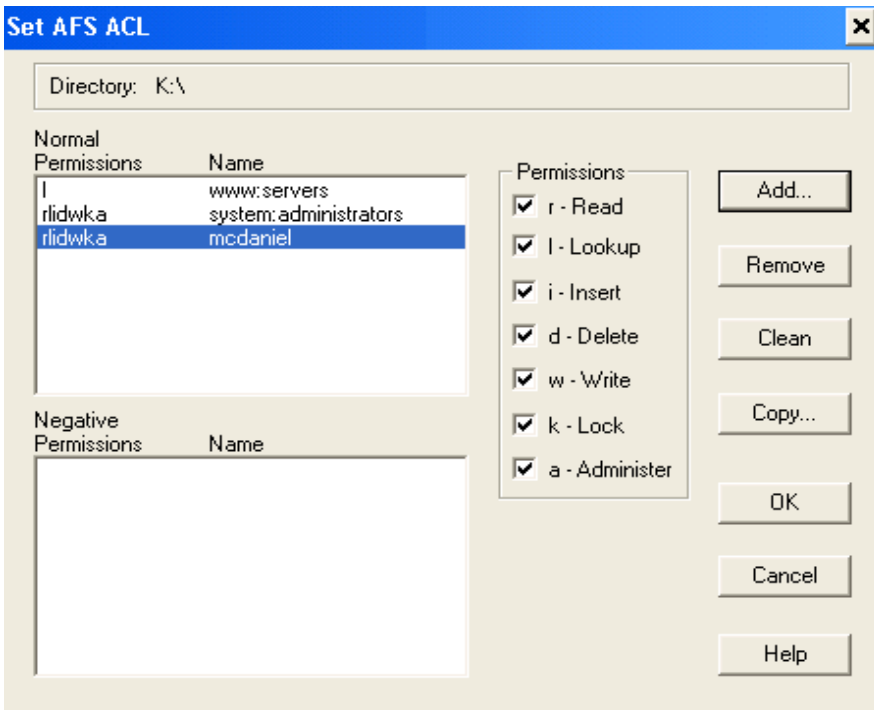 Set AFS ACL
Directory: K:\
Normal
Permissions Name
l www:servers
rlidwka system:administrators
rlidwka mcdaniel
Negative
Permissions Name
Permissions
r - Read
l - Lookup
i - Insert
d - Delete
w - Write
k - Lock
a - Administer
Add...
Remove
Clean
Copy...
OK
Cancel
Help